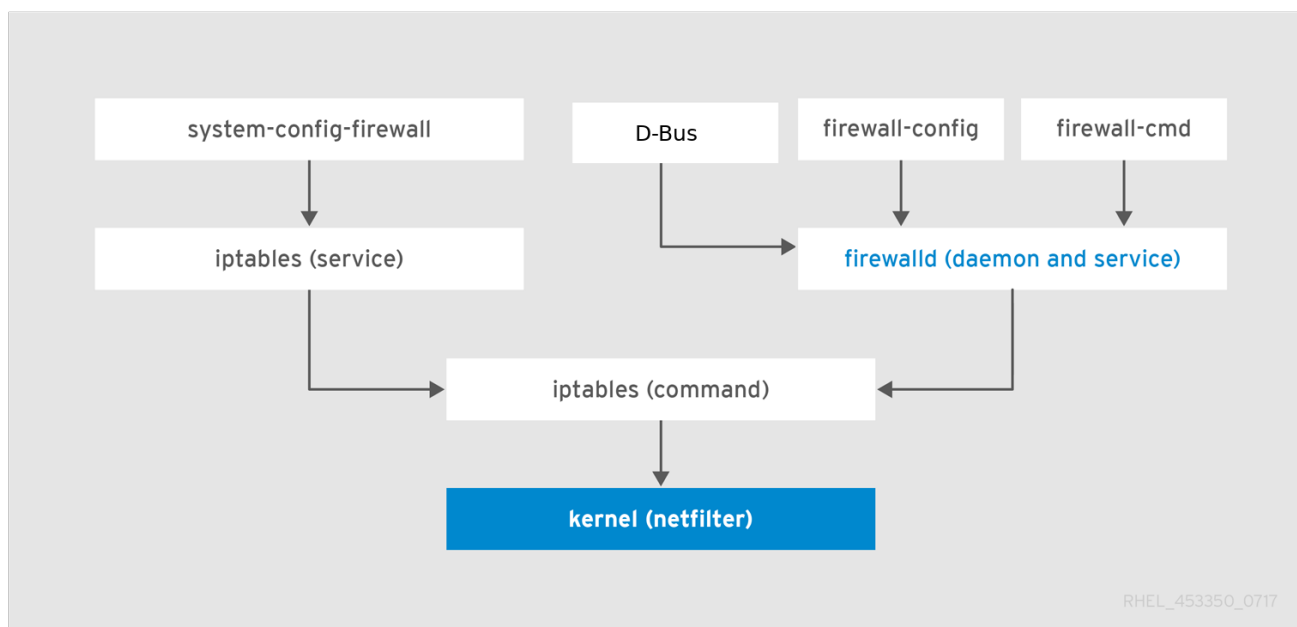 system-config-firewall
D-Bus
firewall-config
firewall-cmd
iptables (service)
firewalld (daemon and service)
iptables (command)
kernel (netfilter)
RHEL_453350_0717